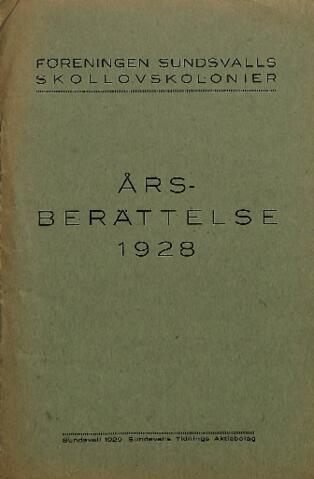 FÖRENINGEN SUNDSVALLS
SKOLLOVSKOLONIER
ÅRS-
BERÄTTELSE
1928
Sundsvall 1929 Sundsvalls Tidnings Aktiebolag